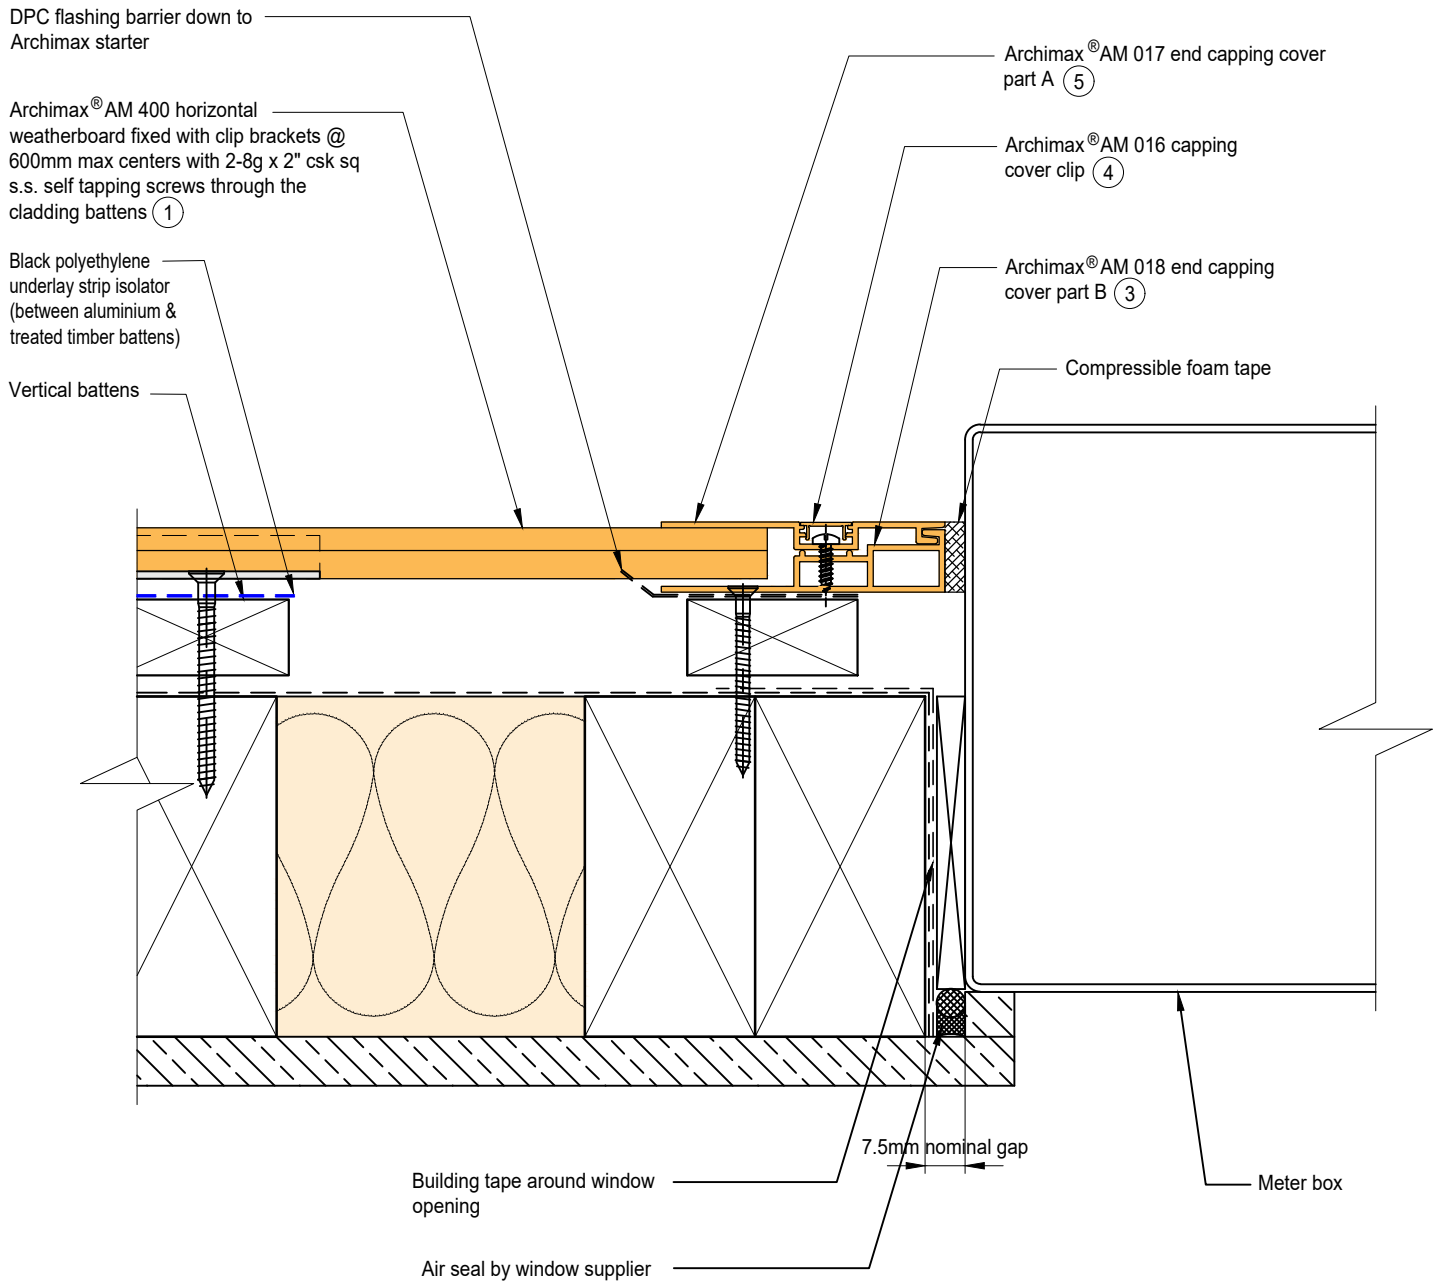 DPC flashing barrier down to
Archimax starter
Archimax® AM 400 horizontal
weatherboard fixed with clip brackets @
600mm max centers with 2-8g x 2" csk sq
s.s. self tapping screws through the
cladding battens 1
Black polyethylene
underlay strip isolator
(between aluminium &
treated timber battens)
Vertical battens
Archimax® AM 017 end capping cover
part A 5
Archimax® AM 016 capping
cover clip 4
Archimax® AM 018 end capping
cover part B 3
Compressible foam tape
7.5mm nominal gap
Building tape around window
opening
Meter box
Air seal by window supplier